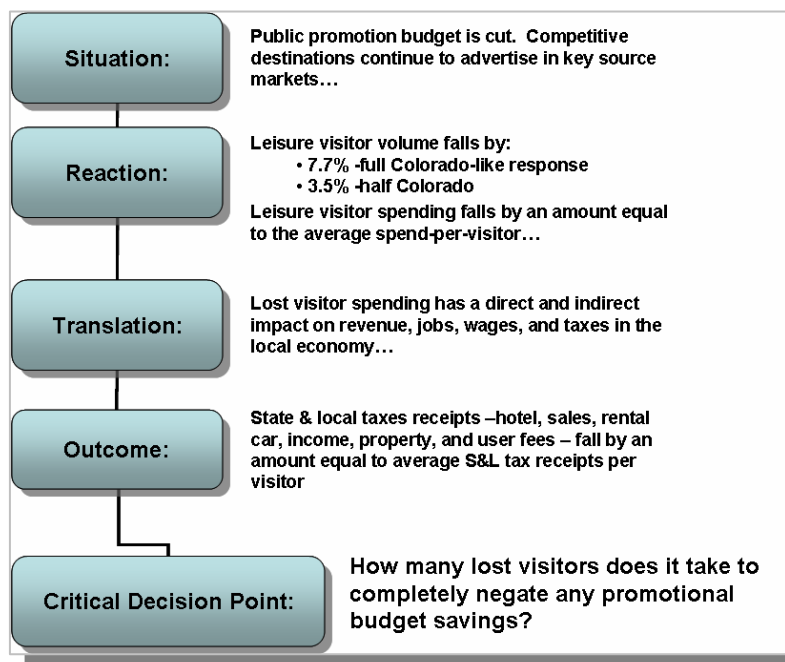 Situation:
Public promotion budget is cut.  Competitive
destinations continue to advertise in key source
markets…
Reaction:
Leisure visitor volume falls by:
• 7.7% -full Colorado-like response
• 3.5% -half Colorado
Leisure visitor spending falls by an amount equal
to the average spend-per-visitor…
Translation:
Lost visitor spending has a direct and indirect
impact on revenue, jobs, wages, and taxes in the
local economy…
Outcome:
State & local taxes receipts –hotel, sales, rental
car, income, property, and user fees – fall by an
amount equal to average S&L tax receipts per
visitor
Critical Decision Point:
How many lost visitors does it take to
completely negate any promotional
budget savings?